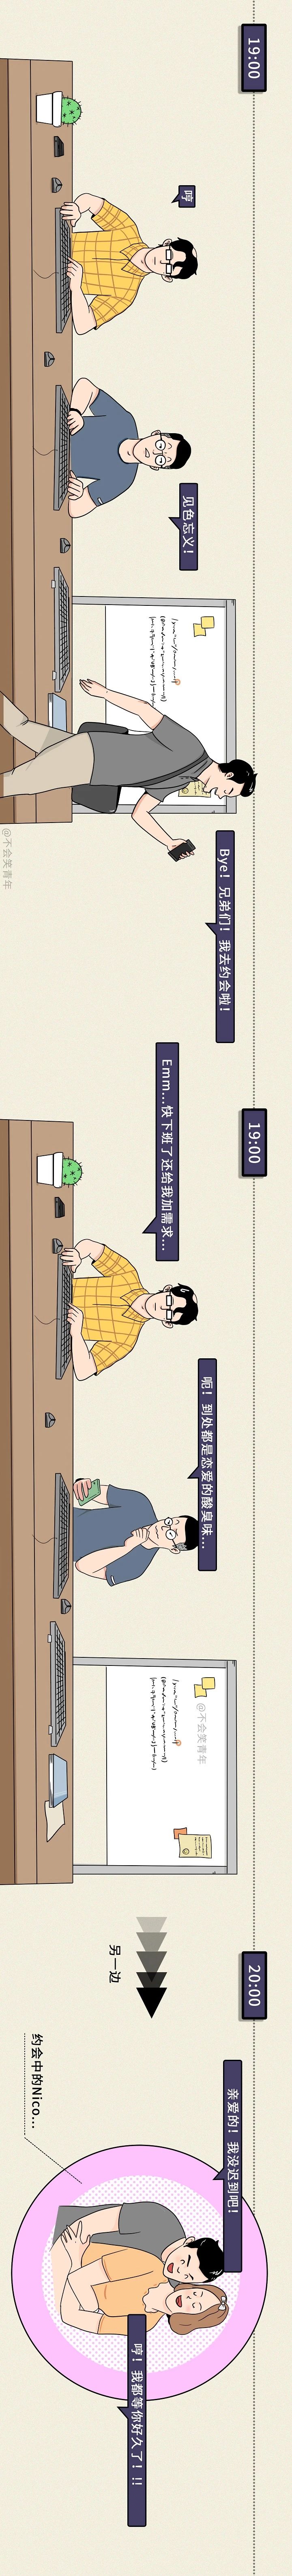 19:00
哼
见色忘义!
Bye! 兄弟们! 我去约会啦!
@不会笑青年
19:00
Emm...快下班了还给我加需求...
呃! 到处都是恋爱的酸臭味...
@不会笑青年
另一边
20:00
亲爱的! 我没迟到吧!
约会中的Nico...
哼! 我都等你好久了! !!